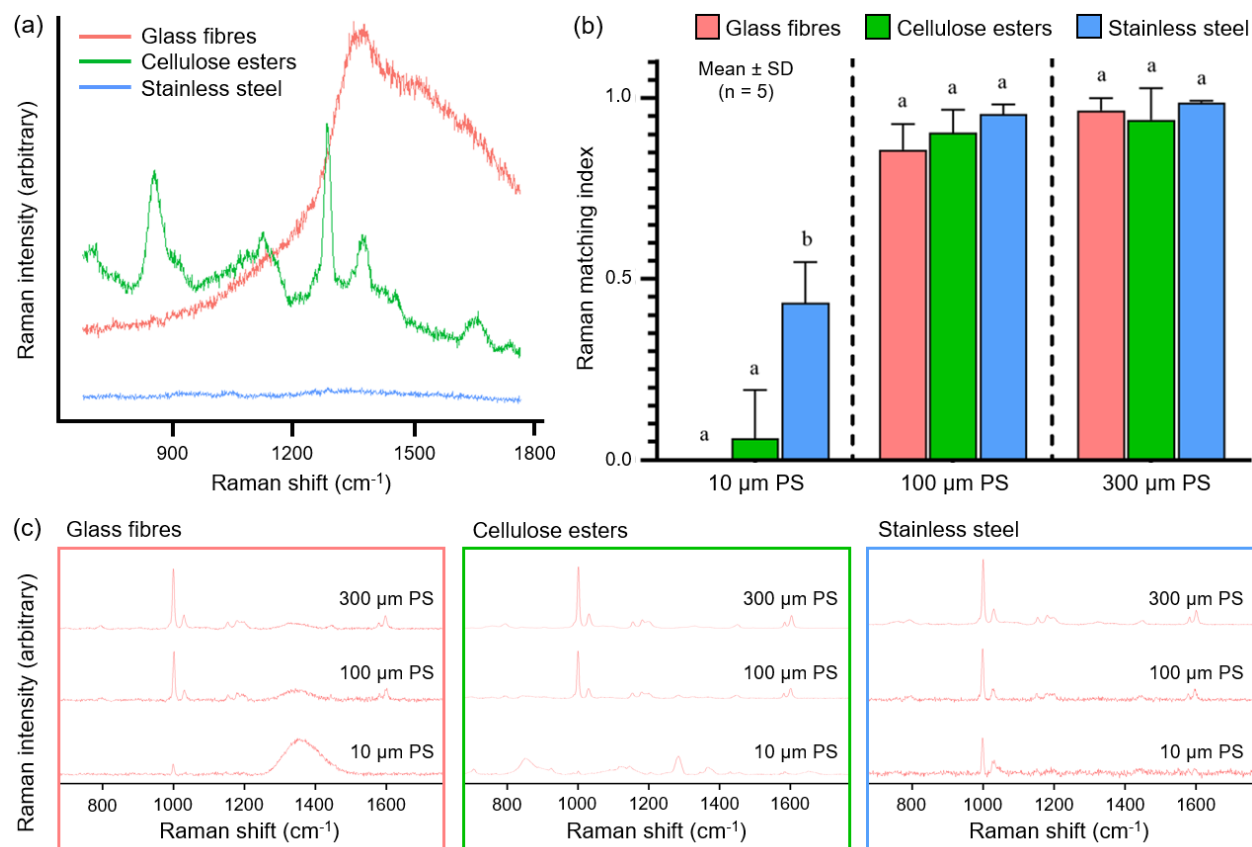 (a)
Glass fibres
Cellulose esters
Stainless steel
Raman intensity (arbitrary)
900
1200
1500
1800
Raman shift (cm⁻¹)
(b)
Glass fibres
Cellulose esters
Stainless steel
Mean ± SD
(n = 5)
Raman matching index
1.0
0.5
0.0
a
a
b
a
a
a
a
a
a
10 µm PS
100 µm PS
300 µm PS
(c)
Raman intensity (arbitrary)
Glass fibres
300 µm PS
100 µm PS
10 µm PS
800 1000 1200 1400 1600
Raman shift (cm⁻¹)
Cellulose esters
300 µm PS
100 µm PS
10 µm PS
800 1000 1200 1400 1600
Raman shift (cm⁻¹)
Stainless steel
300 µm PS
100 µm PS
10 µm PS
800 1000 1200 1400 1600
Raman shift (cm⁻¹)